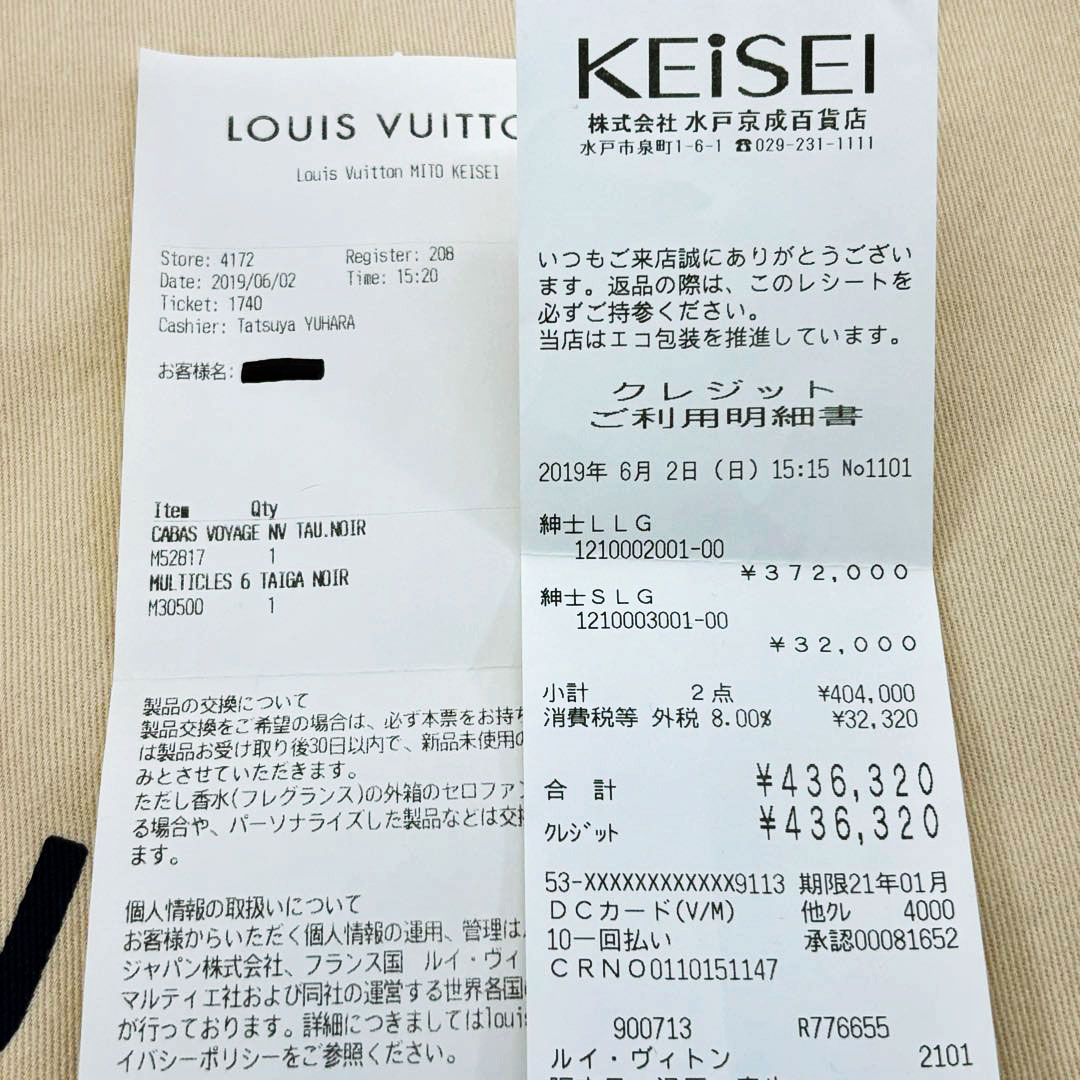 LOUIS VUITTO
Louis Vuitton MITO KEISEI
Store: 4172 Register: 208
Date: 2019/06/02 Time: 15:20
Ticket: 1740
Cashier: Tatsuya YUHARA
お客様名:
Item Qty
CABAS VOYAGE NV TAU.NOIR
M52817 1
MULTICLES 6 TAIGA NOIR
M30500 1
製品の交換について
製品交換をご希望の場合は、必ず本票をお持ち
は製品お受け取り後30日以内で、新品未使用の
みとさせていただきます。
ただし香水(フレグランス)の外箱のセロファン
る場合や、パーソナライズした製品などは交換
ます。
個人情報の取扱いについて
お客様からいただく個人情報の運用、管理は
ジャパン株式会社、フランス国 ルイ・ヴィ
マルティエ社および同社の運営する世界各国
が行っております。詳細につきましてはloui
イバシーポリシーをご参照ください。
KEiSEI
株式会社 水戸京成百貨店
水戸市泉町1-6-1 ☎029-231-1111
いつもご来店誠にありがとうござい
ます。返品の際は、このレシートを
必ずご持参ください。
当店はエコ包装を推進しています。
クレジット
ご利用明細書
2019年 6月 2日(日)15:15 No1101
紳士LLG
1210002001-00
¥372,000
紳士SLG
1210003001-00
¥32,000
小計 2点 ¥404,000
消費税等 外税 8.00% ¥32,320
合 計 ¥436,320
クレジット ¥436,320
53-XXXXXXXXXXXX9113 期限21年01月
DCカード(V/M) 他クレ 4000
10一回払い 承認00081652
CRNO0110151147
900713 R776655
ルイ・ヴィトン 2101